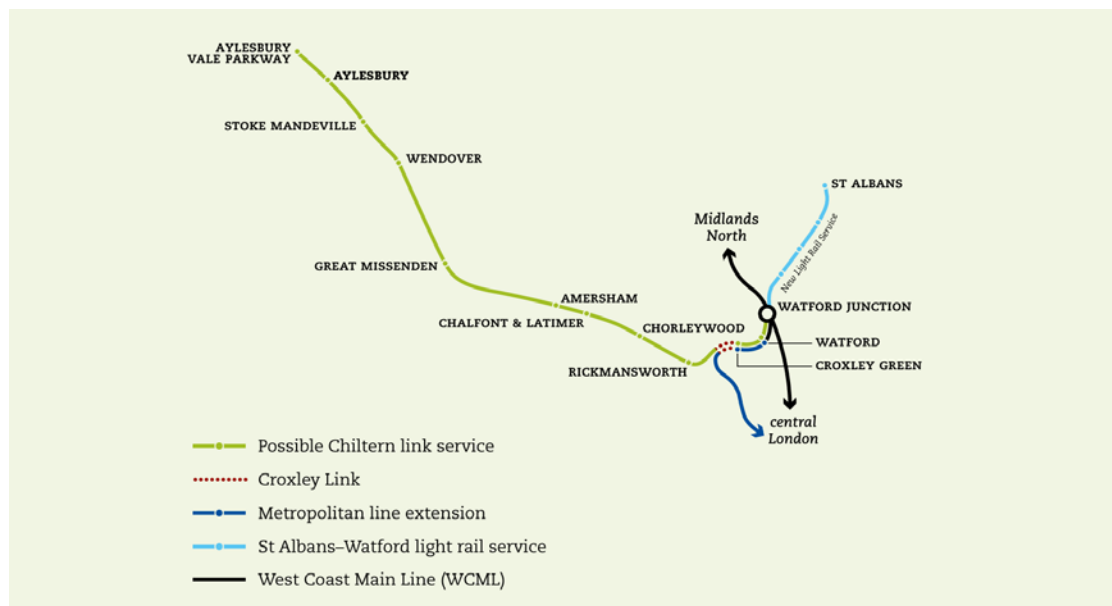 AYLESBURY
VALE PARKWAY
AYLESBURY
STOKE MANDEVILLE
WENDOVER
ST ALBANS
New Light Rail Service
Midlands
North
GREAT MISSENDEN
AMERSHAM
WATFORD JUNCTION
CHALFONT & LATIMER
CHORLEYWOOD
WATFORD
CROXLEY GREEN
RICKMANSWORTH
central
London
Possible Chiltern link service
Croxley Link
Metropolitan line extension
St Albans–Watford light rail service
West Coast Main Line (WCML)